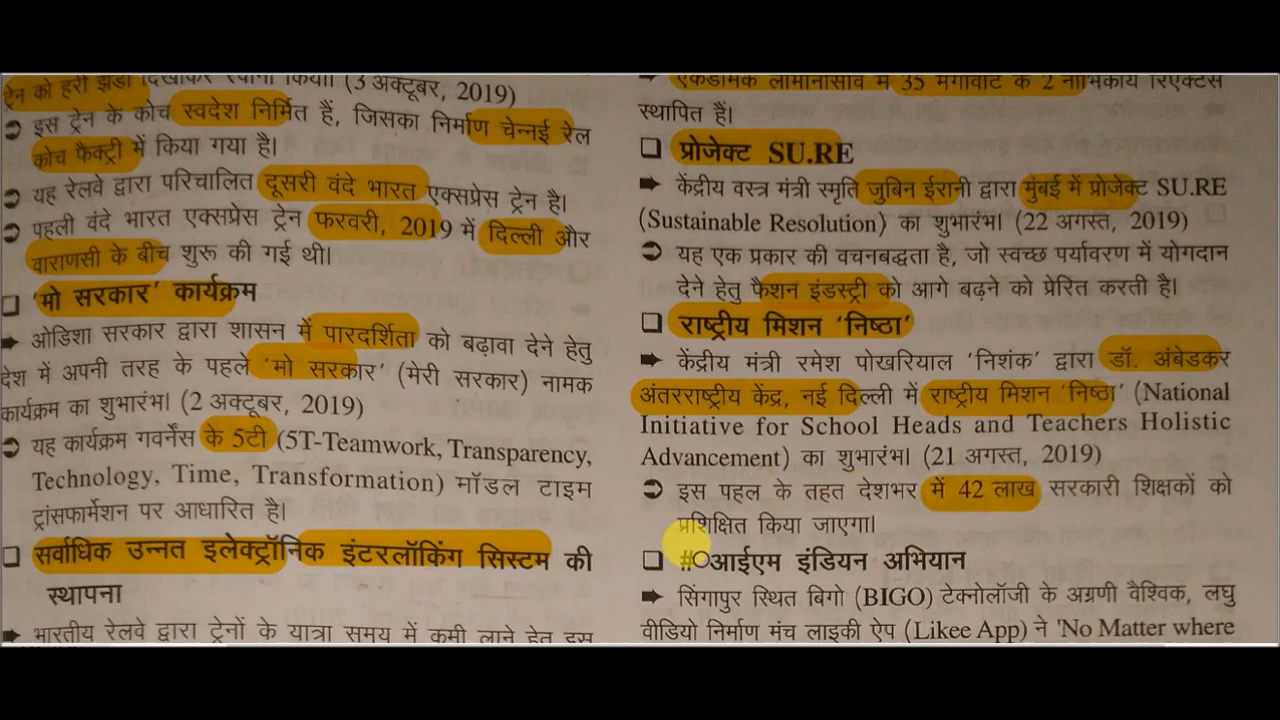 ट्रेन को हरी झंडी दिखाकर रवाना किया। (3 अक्टूबर, 2019)
➲ इस ट्रेन के कोच स्वदेश निर्मित हैं, जिसका निर्माण चेन्नई रेल
कोच फैक्ट्री में किया गया है।
➲ यह रेलवे द्वारा परिचालित दूसरी वंदे भारत एक्सप्रेस ट्रेन है।
➲ पहली वंदे भारत एक्सप्रेस ट्रेन फरवरी, 2019 में दिल्ली और
वाराणसी के बीच शुरू की गई थी।
❑ 'मो सरकार' कार्यक्रम
➡ ओडिशा सरकार द्वारा शासन में पारदर्शिता को बढ़ावा देने हेतु
देश में अपनी तरह के पहले 'मो सरकार' (मेरी सरकार) नामक
कार्यक्रम का शुभारंभ। (2 अक्टूबर, 2019)
➲ यह कार्यक्रम गवर्नेंस के 5टी (5T-Teamwork, Transparency,
Technology, Time, Transformation) मॉडल टाइम
ट्रांसफार्मेशन पर आधारित है।
❑ सर्वाधिक उन्नत इलेक्ट्रॉनिक इंटरलॉकिंग सिस्टम की
स्थापना
➡ भारतीय रेलवे द्वारा ट्रेनों के यात्रा समय में कमी लाने हेतु इस
➡ एकेडमिक लोमोनोसोव में 35 मेगावाट के 2 नाभिकीय रिएक्टर्स
स्थापित हैं।
❑ प्रोजेक्ट SU.RE
➡ केंद्रीय वस्त्र मंत्री स्मृति जुबिन ईरानी द्वारा मुंबई में प्रोजेक्ट SU.RE
(Sustainable Resolution) का शुभारंभ। (22 अगस्त, 2019)
➲ यह एक प्रकार की वचनबद्धता है, जो स्वच्छ पर्यावरण में योगदान
देने हेतु फैशन इंडस्ट्री को आगे बढ़ने को प्रेरित करती है।
❑ राष्ट्रीय मिशन 'निष्ठा'
➡ केंद्रीय मंत्री रमेश पोखरियाल 'निशंक' द्वारा डॉ. अंबेडकर
अंतरराष्ट्रीय केंद्र, नई दिल्ली में राष्ट्रीय मिशन 'निष्ठा' (National
Initiative for School Heads and Teachers Holistic
Advancement) का शुभारंभ। (21 अगस्त, 2019)
➲ इस पहल के तहत देशभर में 42 लाख सरकारी शिक्षकों को
प्रशिक्षित किया जाएगा।
❑ #आईएम इंडियन अभियान
➡ सिंगापुर स्थित बिगो (BIGO) टेक्नोलॉजी के अग्रणी वैश्विक, लघु
वीडियो निर्माण मंच लाइकी ऐप (Likee App) ने 'No Matter where